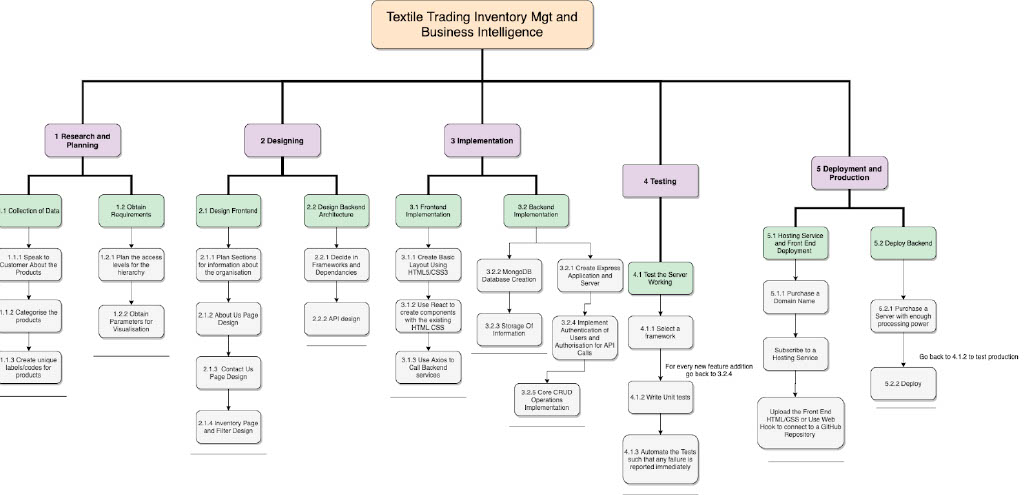 Textile Trading Inventory Mgt and
Business Intelligence
1 Research and
Planning
2 Designing
3 Implementation
4 Testing
5 Deployment and
Production
.1 Collection of Data
1.2 Obtain
Requirements
2.1 Design Frontend
2.2 Design Backend
Architecture
3.1 Frontend
Implementation
3.2 Backend
Implementation
5.1 Hosting Service
and Front End
Deployment
5.2 Deploy Backend
1.1.1 Speak to
Customer About the
Products
1.2.1 Plan the access
levels for the
hierarchy
2.1.1 Plan Sections
for information about
the organisation
2.2.1 Decide in
Frameworks and
Dependancies
3.1.1 Create Basic
Layout Using
HTML5/CSS3
3.2.2 MongoDB
Database Creation
3.2.1 Create Express
Application and
Server
4.1 Test the Server
Working
5.1.1 Purchase a
Domain Name
5.2.1 Purchase a
Server with enough
processing power
1.1.2 Categorise the
products
1.2.2 Obtain
Parameters for
Visualisation
2.1.2 About Us Page
Design
2.2.2 API design
3.1.2 Use React to
create components
with the existing
HTML CSS
3.2.3 Storage Of
Information
3.2.4 Implement
Authentication of
Users and
Authorisation for API
Calls
4.1.1 Select a
framework
Subscribe to a
Hosting Service
Go back to 4.1.2 to test production
1.1.3 Create unique
labels/codes for
products
2.1.3 Contact Us
Page Design
3.1.3 Use Axios to
Call Backend
services
For every new feature addition
go back to 3.2.4
5.2.2 Deploy
3.2.5 Core CRUD
Operations
Implementation
4.1.2 Write Unit tests
2.1.4 Inventory Page
and Filter Design
Upload the Front End
HTML/CSS or Use Web
Hook to connect to a GitHub
Repository
4.1.3 Automate the Tests
such that any failure is
reported immediately